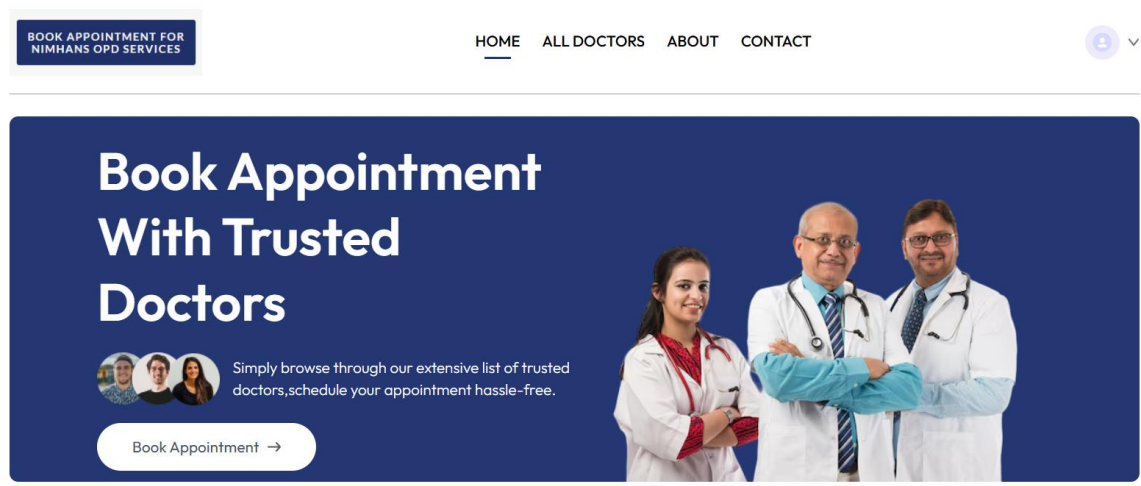 BOOK APPOINTMENT FOR
NIMHANS OPD SERVICES
HOME
ALL DOCTORS
ABOUT
CONTACT
Book Appointment
With Trusted
Doctors
Simply browse through our extensive list of trusted
doctors,schedule your appointment hassle-free.
Book Appointment →